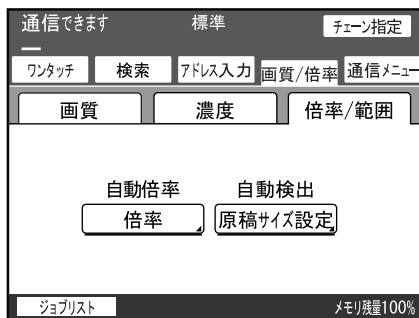 通信できます 標準 チェーン指定
ワンタッチ 検索 アドレス入力 画質/倍率 通信メニュー
画質 濃度 倍率/範囲
自動倍率 自動検出
倍率 原稿サイズ設定
ジョブリスト メモリ残量100%